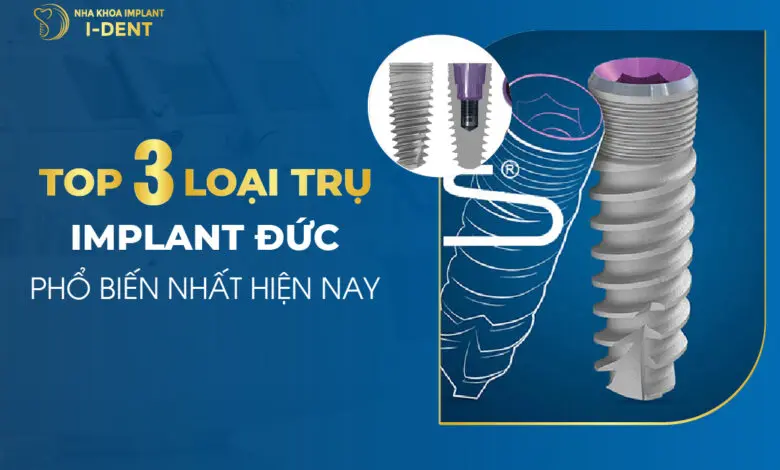 NHA KHOA IMPLANT
I-DENT
TOP 3 LOẠI TRỤ
IMPLANT ĐỨC
PHỔ BIẾN NHẤT HIỆN NAY
®